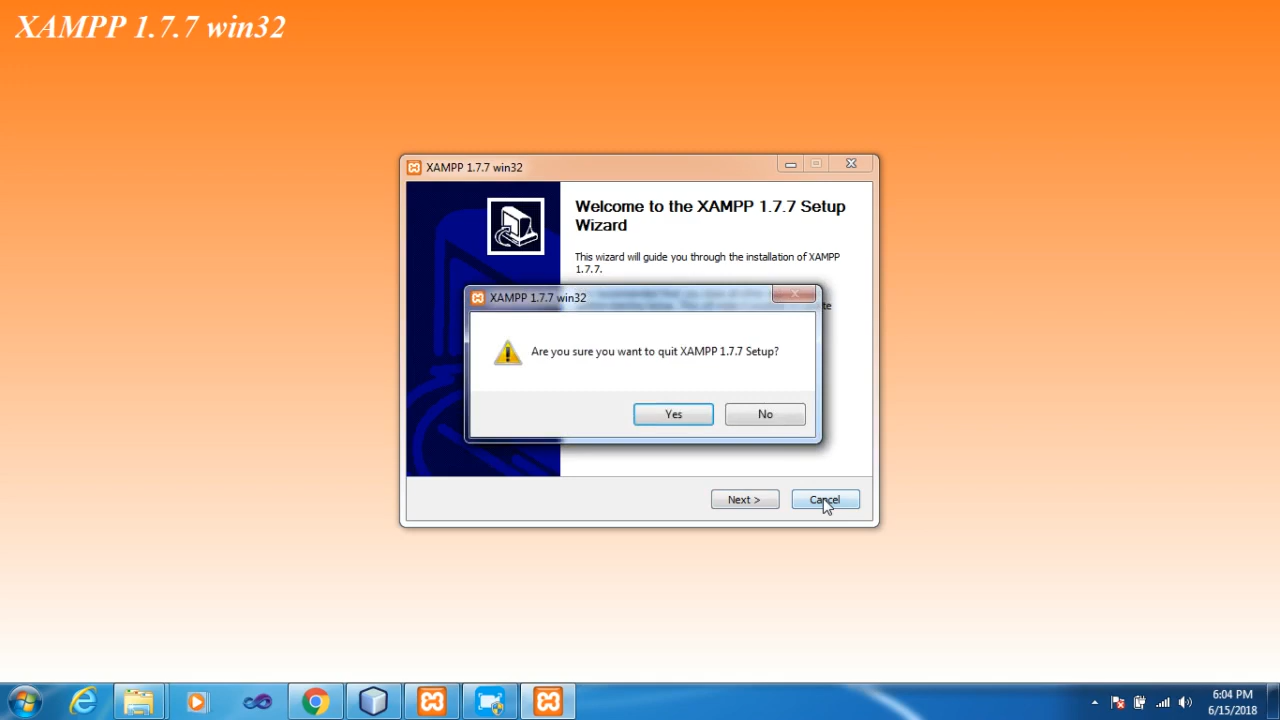 XAMPP 1.7.7 win32
XAMPP 1.7.7 win32
Welcome to the XAMPP 1.7.7 Setup
Wizard
This wizard will guide you through the installation of XAMPP
1.7.7.
XAMPP 1.7.7 win32
Are you sure you want to quit XAMPP 1.7.7 Setup?
Yes
No
Next >
Cancel
6:04 PM
6/15/2018